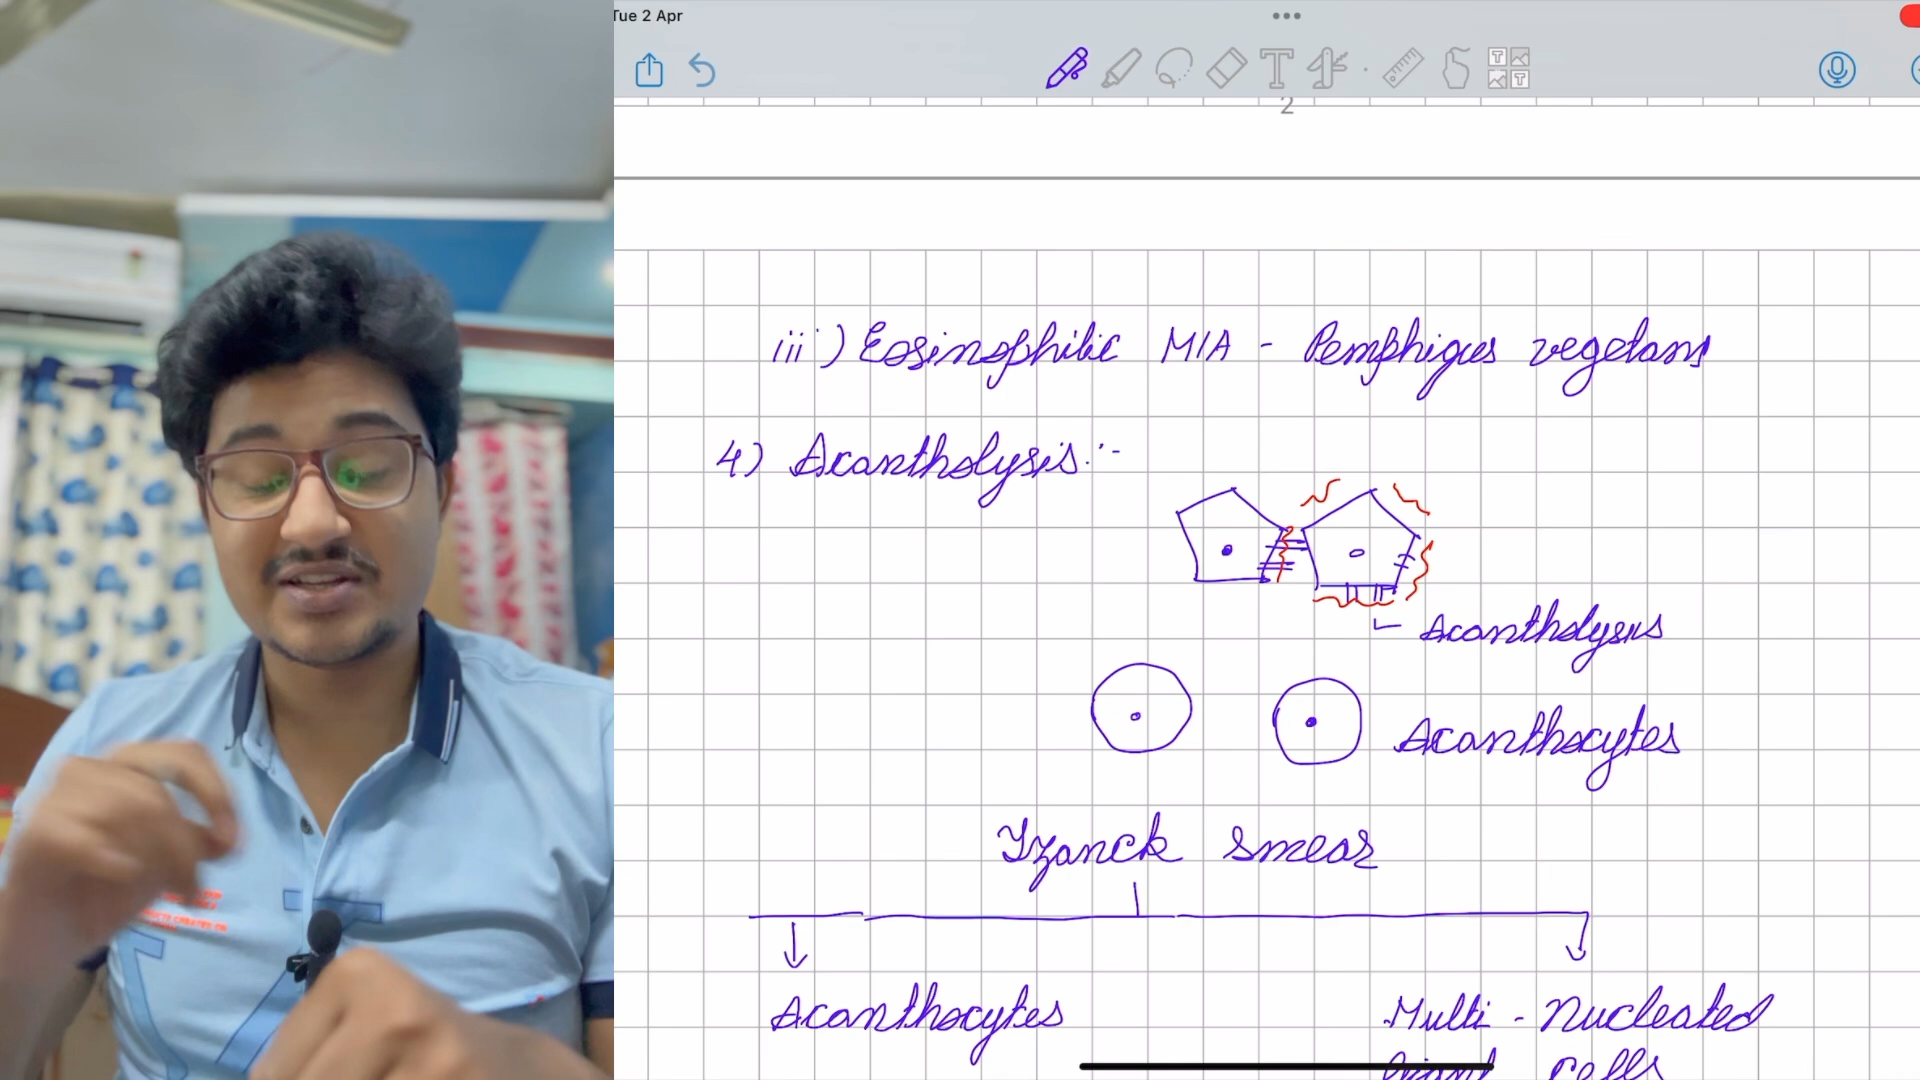 Tue 2 Apr
2
iii) Eosinophilic MIA - Pemphigus vegetans
4) Acantholysis :-
Acantholysis
Acanthocytes
Tzanck smear
Acanthocytes
Multi - Nucleated
Giant cells